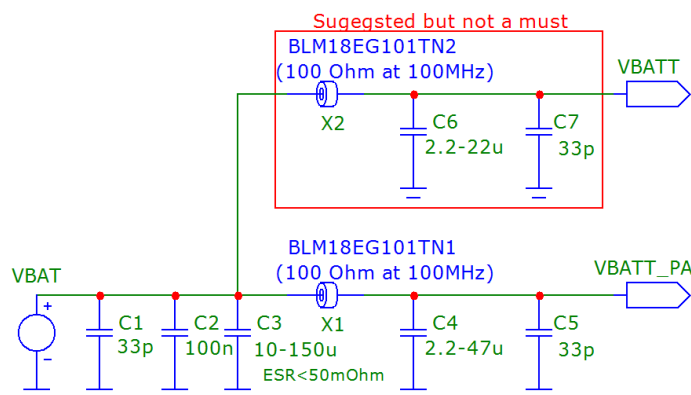 Sugegsted but not a must
BLM18EG101TN2
(100 Ohm at 100MHz)
VBATT
X2
C6
2.2-22u
C7
33p
BLM18EG101TN1
(100 Ohm at 100MHz)
VBATT_PA
VBAT
+
-
C1
33p
C2
100n
C3
10-150u
ESR<50mOhm
X1
C4
2.2-47u
C5
33p